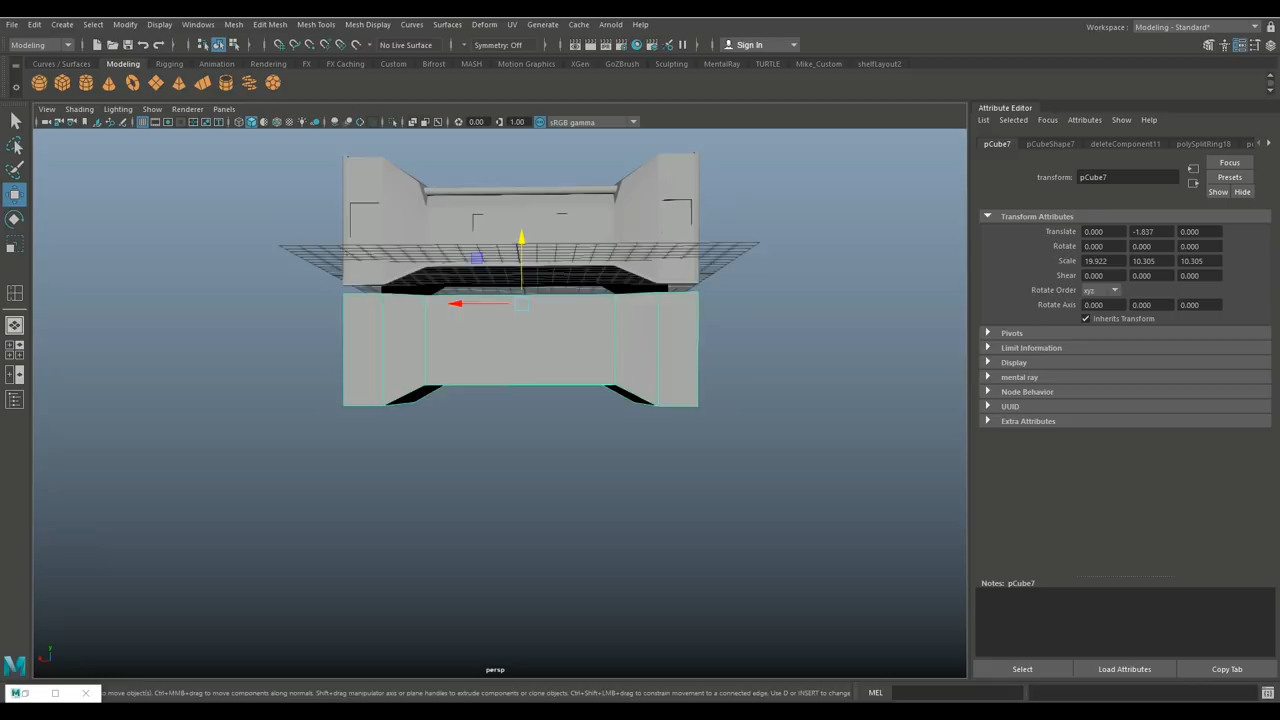 File Edit Create Select Modify Display Windows Mesh Edit Mesh Mesh Tools Mesh Display Curves Surfaces Deform UV Generate Cache Arnold Help
Workspace : Modeling - Standard*
Modeling No Live Surface Symmetry: Off Sign In
Curves / Surfaces Modeling Rigging Animation Rendering FX FX Caching Custom Bifrost MASH Motion Graphics XGen GoZBrush Sculpting MentalRay TURTLE Mike_Custom shelfLayout2
View Shading Lighting Show Renderer Panels
0.00 1.00 sRGB gamma
Attribute Editor
List Selected Focus Attributes Show Help
pCube7 pCubeShape7 deleteComponent11 polySplitRing18
Focus
transform: pCube7 Presets
Show Hide
Transform Attributes
Translate 0.000 -1.837 0.000
Rotate 0.000 0.000 0.000
Scale 19.922 10.305 10.305
Shear 0.000 0.000 0.000
Rotate Order xyz
Rotate Axis 0.000 0.000 0.000
Inherits Transform
Pivots
Limit Information
Display
mental ray
Node Behavior
UUID
Extra Attributes
Notes: pCube7
persp
Select Load Attributes Copy Tab
to move object(s). Ctrl+MMB+drag to move components along normals. Shift+drag manipulator axis or plane handles to extrude components or clone objects. Ctrl+Shift+LMB+drag to constrain movement to a connected edge. Use D or INSERT to change
MEL